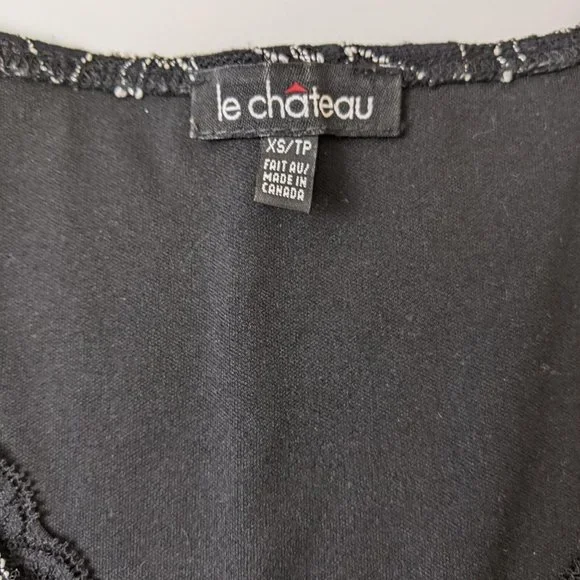 le château
XS/TP
FAIT AU/
MADE IN
CANADA